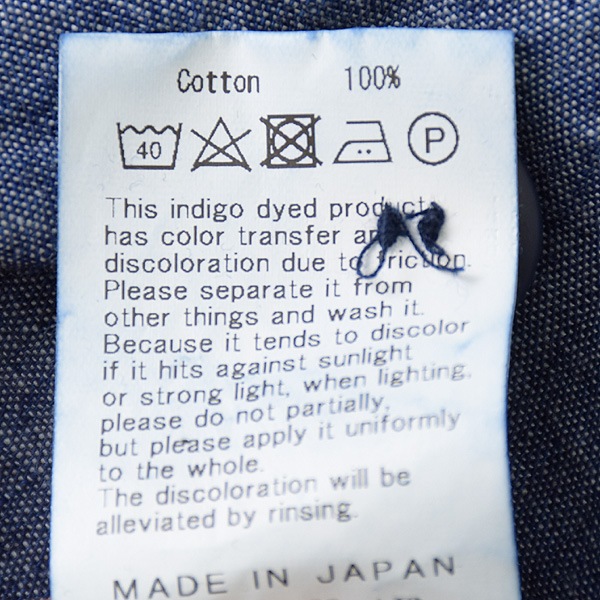 Cotton 100%
40 P
This indigo dyed product
has color transfer
discoloration due to friction.
Please separate it from
other things and wash it.
Because it tends to discolor
if it hits against sunlight
or strong light, when lighting,
please do not partially,
but please apply it uniformly
to the whole.
The discoloration will be
alleviated by rinsing.
MADE IN JAPAN